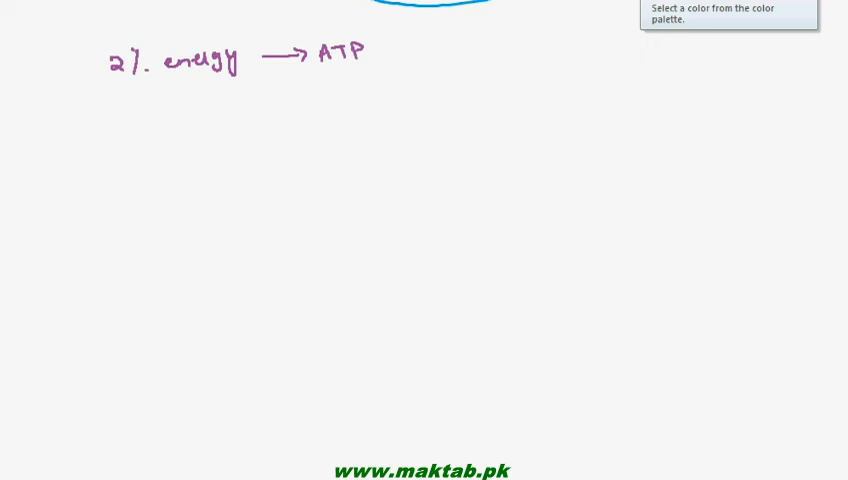 Select a color from the color
palette.
2%. energy → ATP
www.maktab.pk